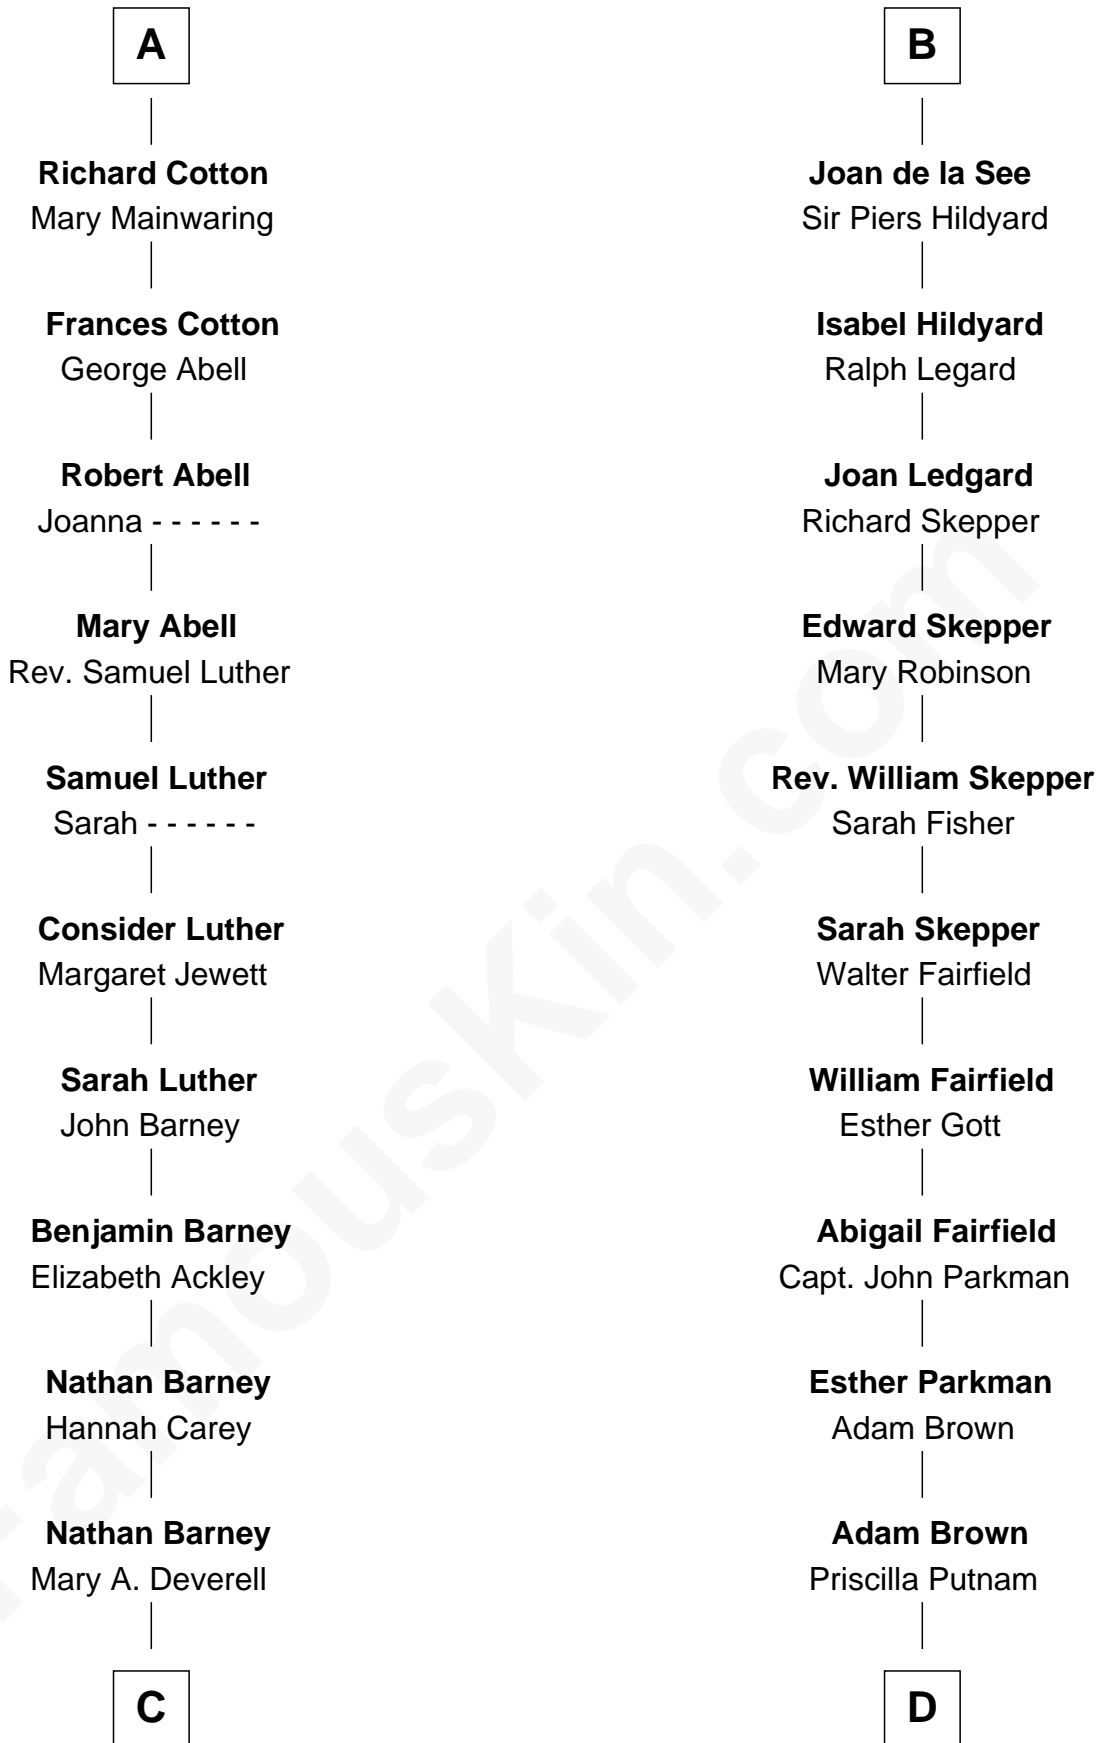 A
Richard Cotton
Mary Mainwaring
Frances Cotton
George Abell
Robert Abell
Joanna - - - - - -
Mary Abell
Rev. Samuel Luther
Samuel Luther
Sarah - - - - - -
Consider Luther
Margaret Jewett
Sarah Luther
John Barney
Benjamin Barney
Elizabeth Ackley
Nathan Barney
Hannah Carey
Nathan Barney
Mary A. Deverell
C
B
Joan de la See
Sir Piers Hildyard
Isabel Hildyard
Ralph Legard
Joan Ledgard
Richard Skepper
Edward Skepper
Mary Robinson
Rev. William Skepper
Sarah Fisher
Sarah Skepper
Walter Fairfield
William Fairfield
Esther Gott
Abigail Fairfield
Capt. John Parkman
Esther Parkman
Adam Brown
Adam Brown
Priscilla Putnam
D
FamousKin.com